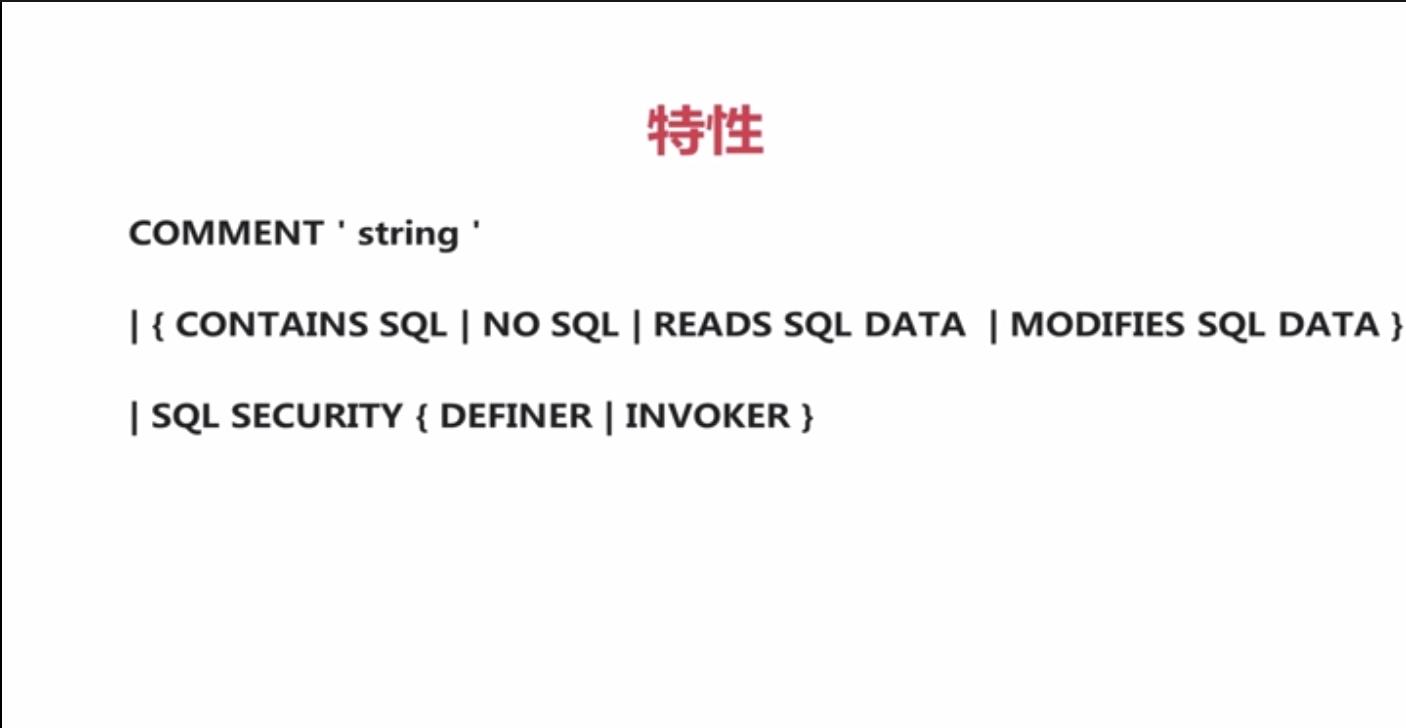 特性
COMMENT ' string '
| { CONTAINS SQL | NO SQL | READS SQL DATA | MODIFIES SQL DATA }
| SQL SECURITY { DEFINER | INVOKER }